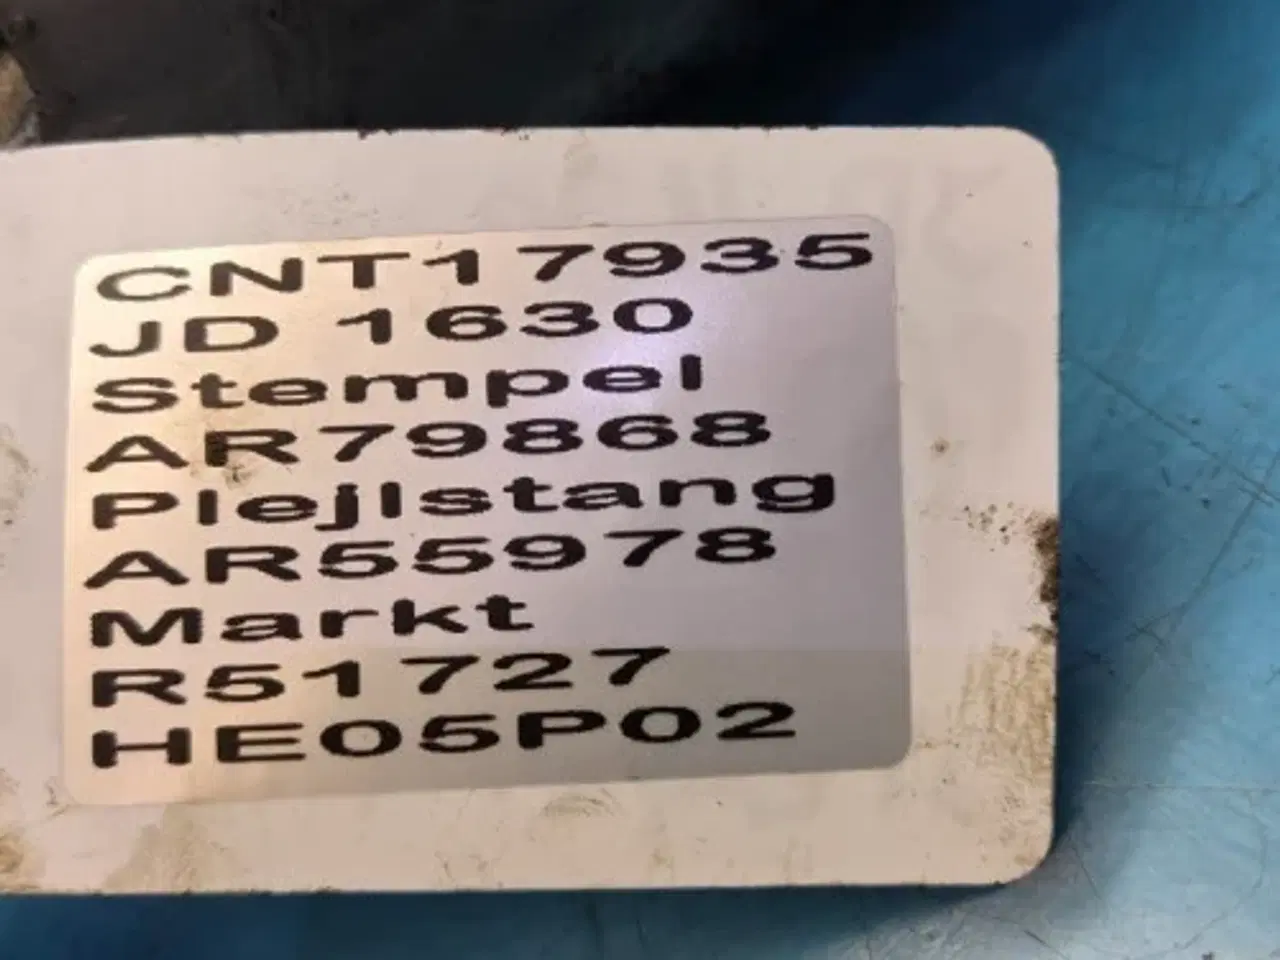 CNT17935
JD 1630
Stempel
AR79868
Plejlstang
AR55978
Markt
R51727
HE05P02